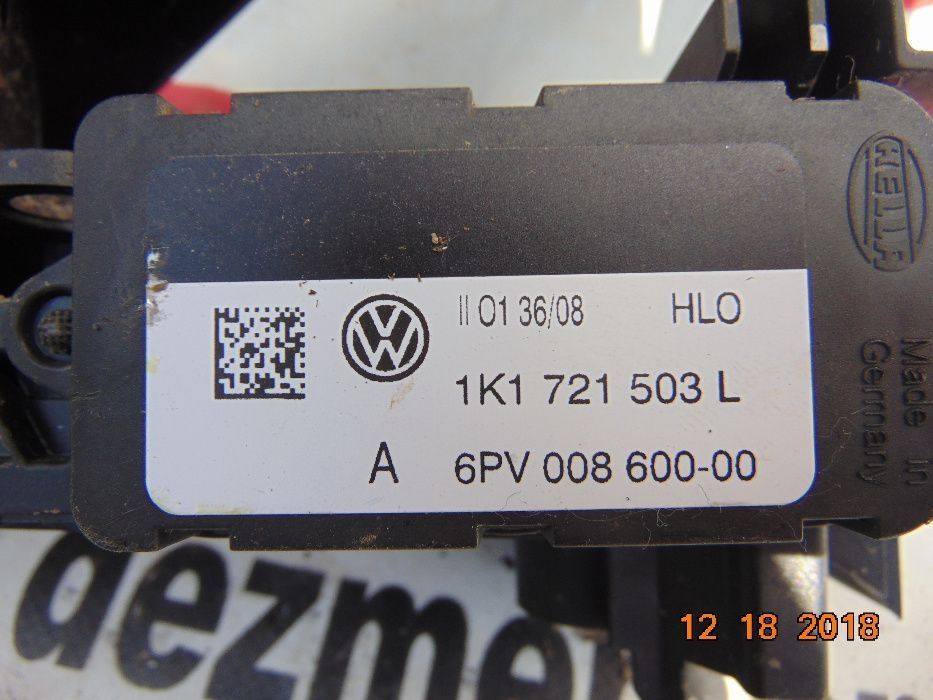 HELLA
Made in
Germany
II 01 36/08 HLO
1K1 721 503 L
A 6PV 008 600-00
dezmem
12 18 2018